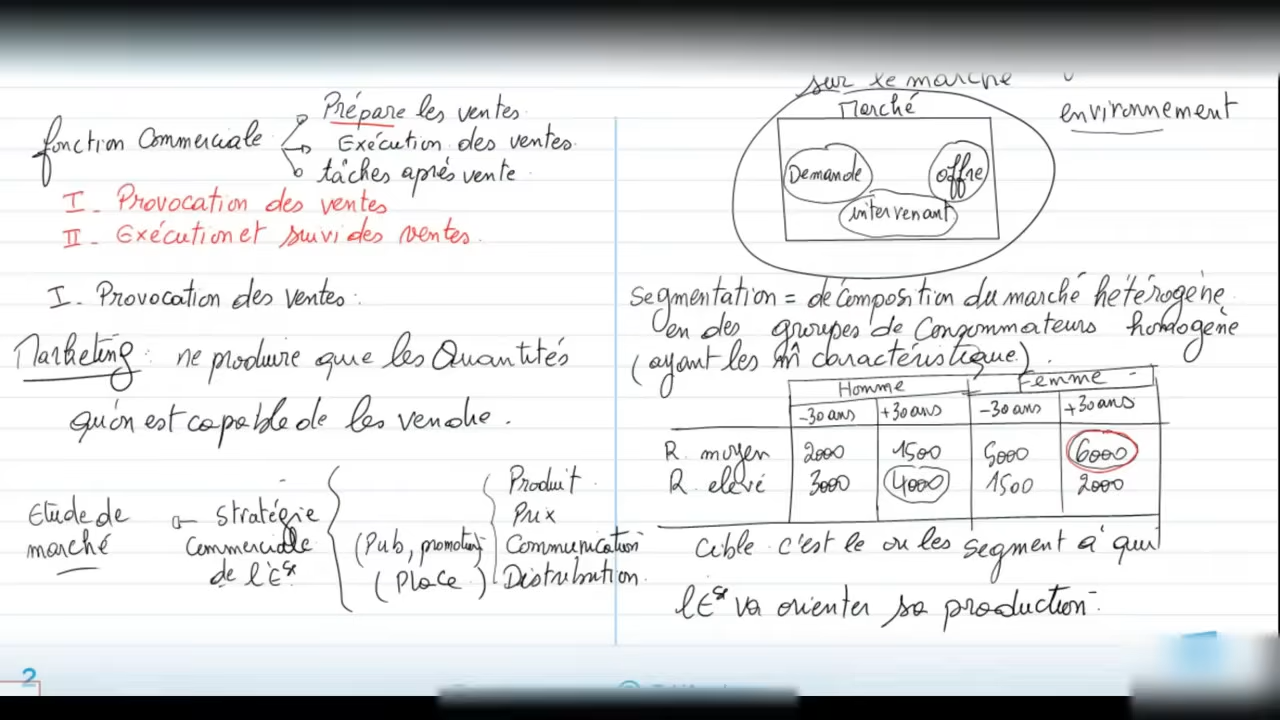 fonction Commerciale
Prépare les ventes
Exécution des ventes.
tâches aprés vente
I - Provocation des ventes
II - Exécution et suivi des ventes.
I - Provocation des ventes :
Marketing : ne produire que les Quantités
qu'on est capable de les vendre.
Etude de
marché
Stratégie
Commerciale
de l'Ese
(Pub, promotion)
(Place)
Produit
Prix
Communication
Distribution.
2
sur le marché
environnement
Marché
Demande
offre
intervenant
Segmentation = décomposition du marché hétérogène
en des groupes de Consommateurs homogène
(ayant les m̂ caractéristique).
Homme Femme
-30 ans +30 ans -30 ans +30 ans
R. moyen 2000 1500 5000 6000
R. elevé 3000 4000 1500 2000
Cible c'est le ou les segment à qui
l'Ese va orienter sa production.